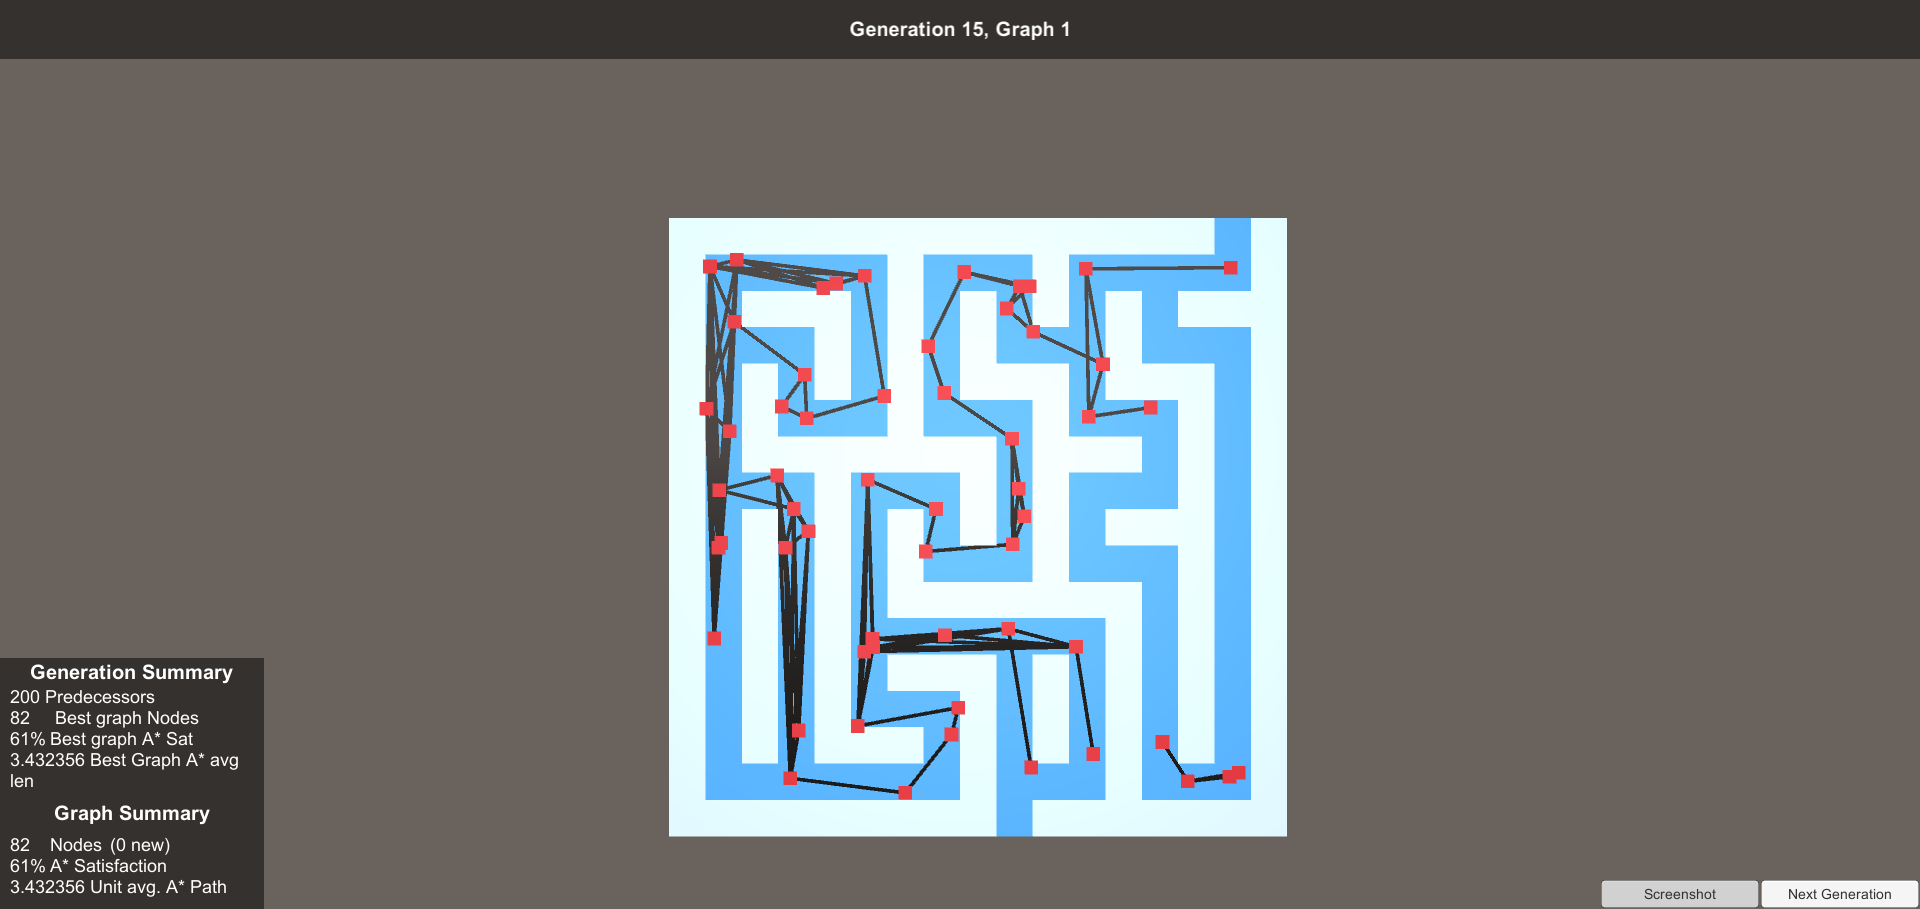 Generation 15, Graph 1
Generation Summary
200 Predecessors
82 Best graph Nodes
61% Best graph A* Sat
3.432356 Best Graph A* avg
len
Graph Summary
82 Nodes (0 new)
61% A* Satisfaction
3.432356 Unit avg. A* Path
Screenshot
Next Generation